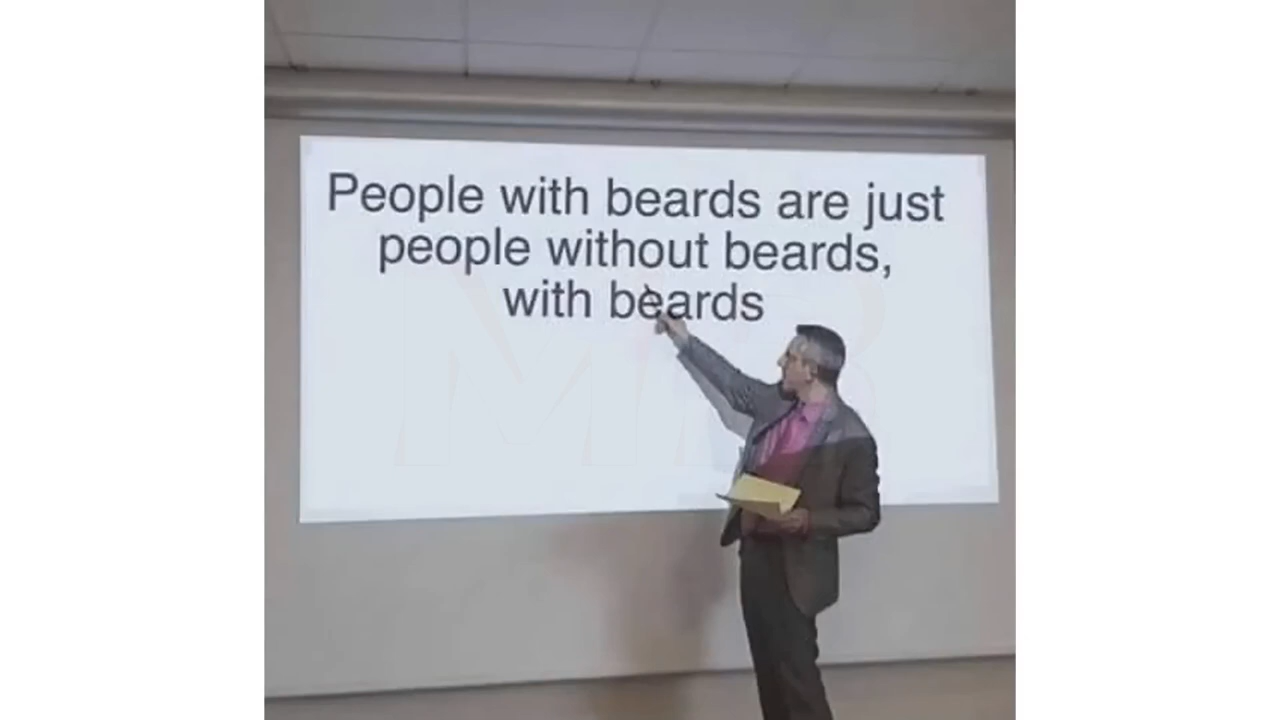 People with beards are just
people without beards,
with beards